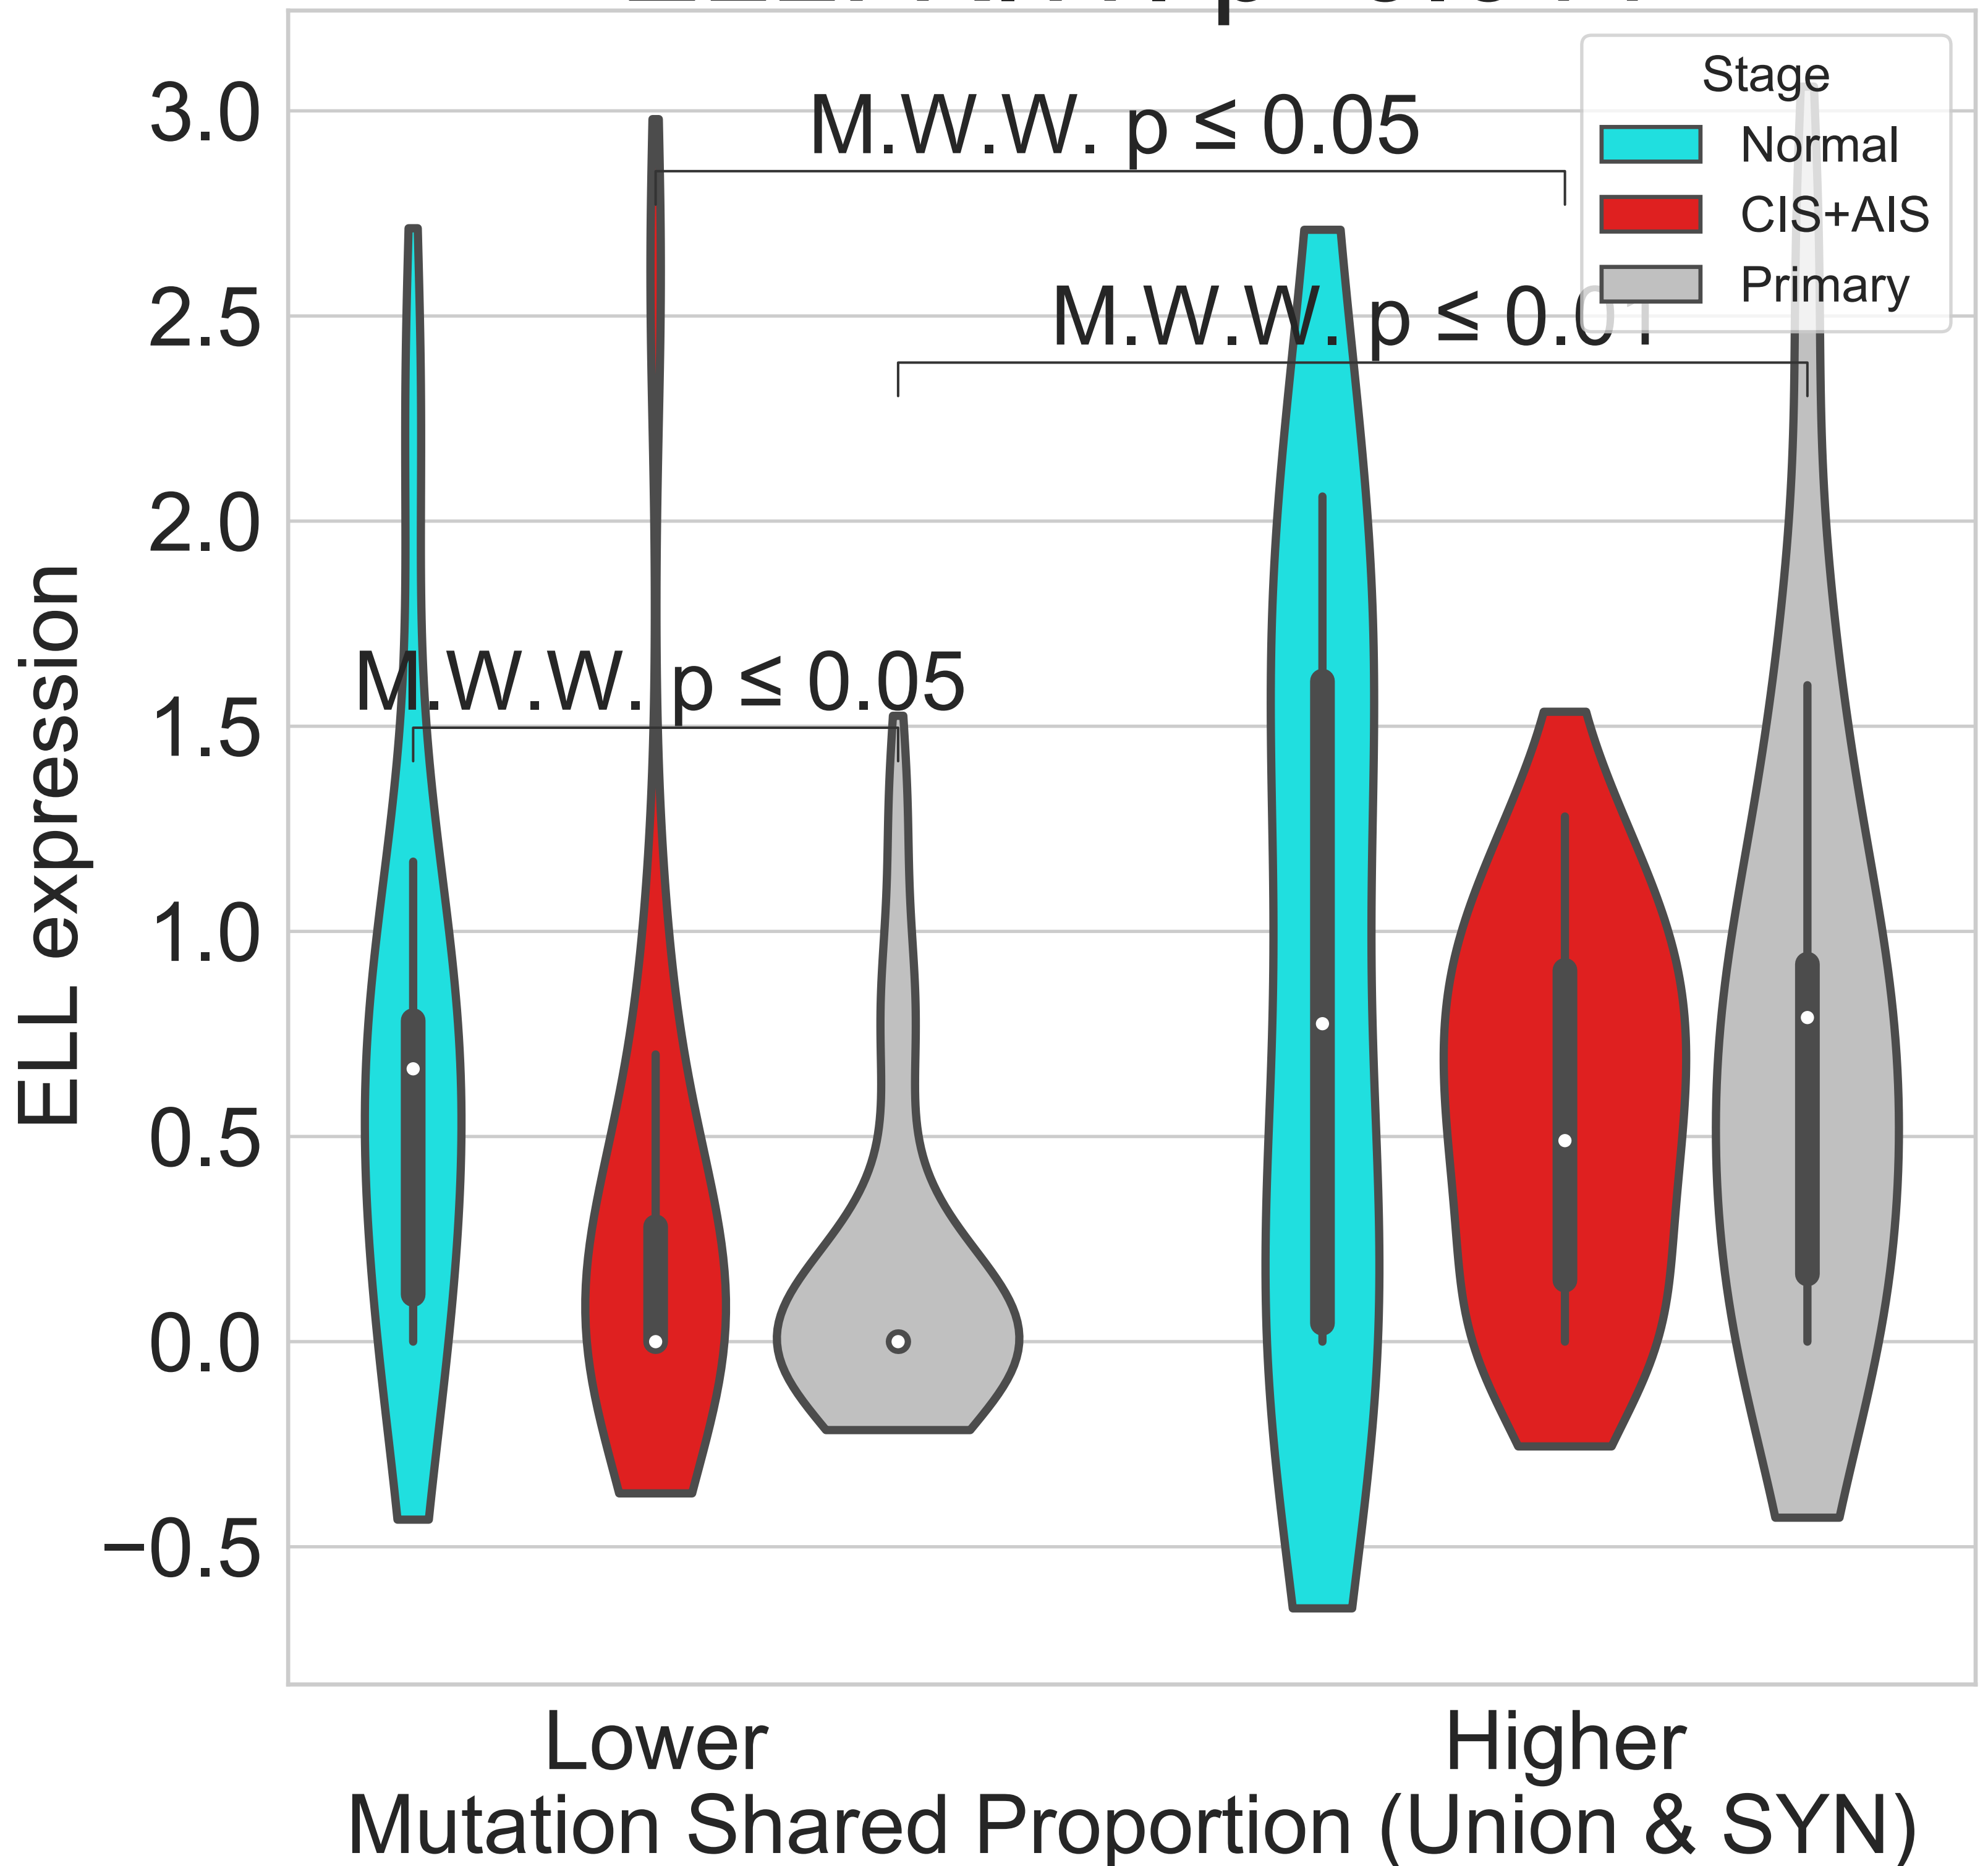 Stage
Normal
CIS+AIS
Primary
M.W.W. p ≤ 0.05
M.W.W. p ≤ 0.01
M.W.W. p ≤ 0.05
3.0
2.5
2.0
1.5
1.0
0.5
0.0
−0.5
ELL expression
Lower
Higher
Mutation Shared Proportion (Union & SYN)